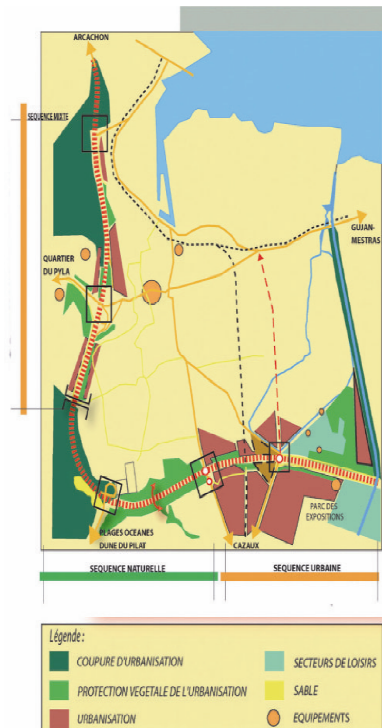 ARCACHON
SEQUENCE MIXTE
GUJAN-
MESTRAS
QUARTIER
DU PYLA
PARC DES
EXPOSITIONS
PLAGES OCEANES
DUNE DU PILAT
CAZAUX
SEQUENCE NATURELLE
SEQUENCE URBAINE
Légende :
COUPURE D'URBANISATION
SECTEURS DE LOISIRS
PROTECTION VEGETALE DE L'URBANISATION
SABLE
URBANISATION
EQUIPEMENTS